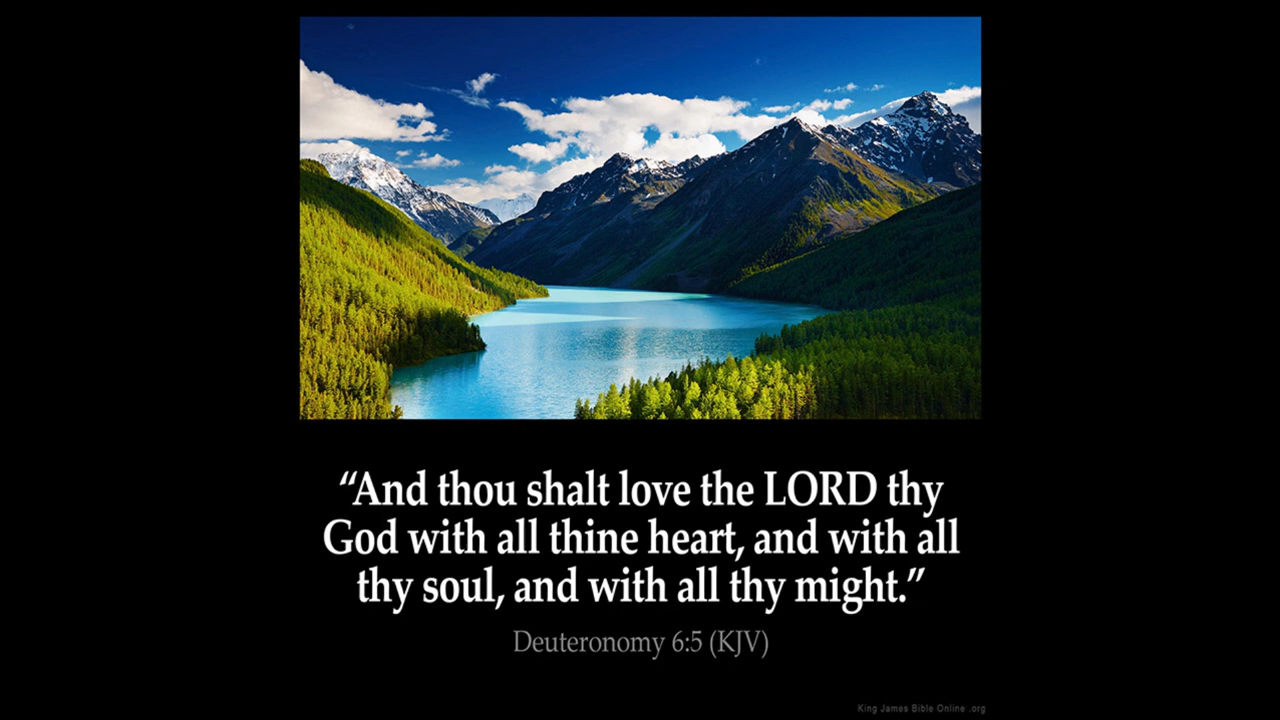 “And thou shalt love the LORD thy
God with all thine heart, and with all
thy soul, and with all thy might.”
Deuteronomy 6:5 (KJV)
King James Bible Online .org